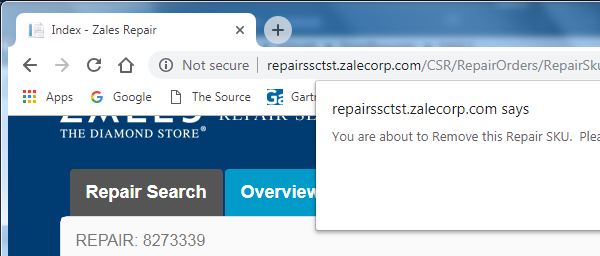 Index - Zales Repair
Not secure | repairssctst.zalecorp.com/CSR/RepairOrders/RepairSk
Apps Google The Source Ga Gart
repairssctst.zalecorp.com says
You are about to Remove this Repair SKU. Plea
ZALES REPAIR
THE DIAMOND STORE®
Repair Search Overview
REPAIR: 8273339